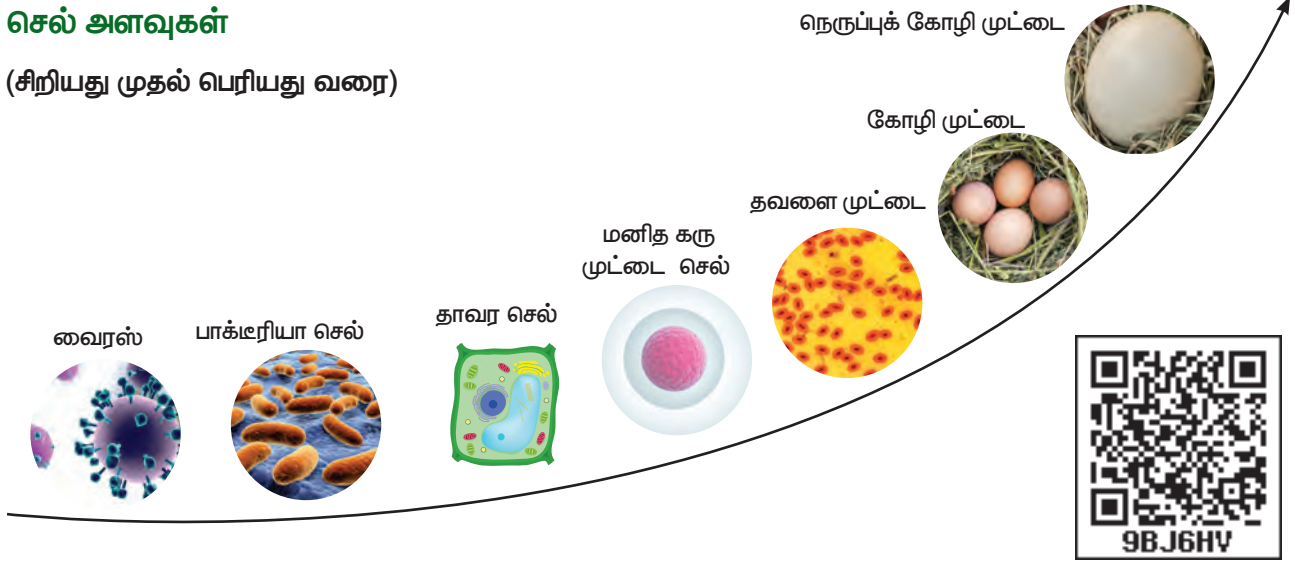 செல் அளவுகள்
(சிறியது முதல் பெரியது வரை)
வைரஸ்
பாக்டீரியா செல்
தாவர செல்
மனித கரு
முட்டை செல்
தவளை முட்டை
கோழி முட்டை
நெருப்புக் கோழி முட்டை
9BJ6HV